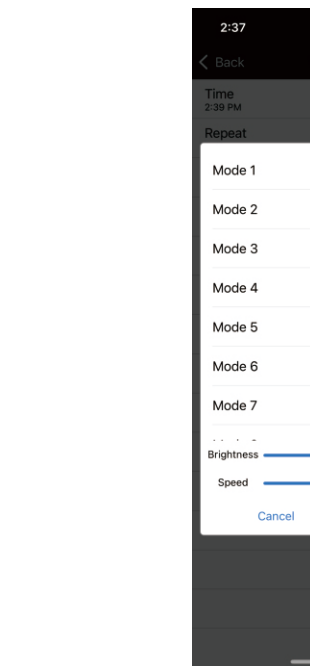 2:37
Back
Time
2:39 PM
Repeat
Mode 1
Mode 2
Mode 3
Mode 4
Mode 5
Mode 6
Mode 7
Brightness
Speed
Cancel